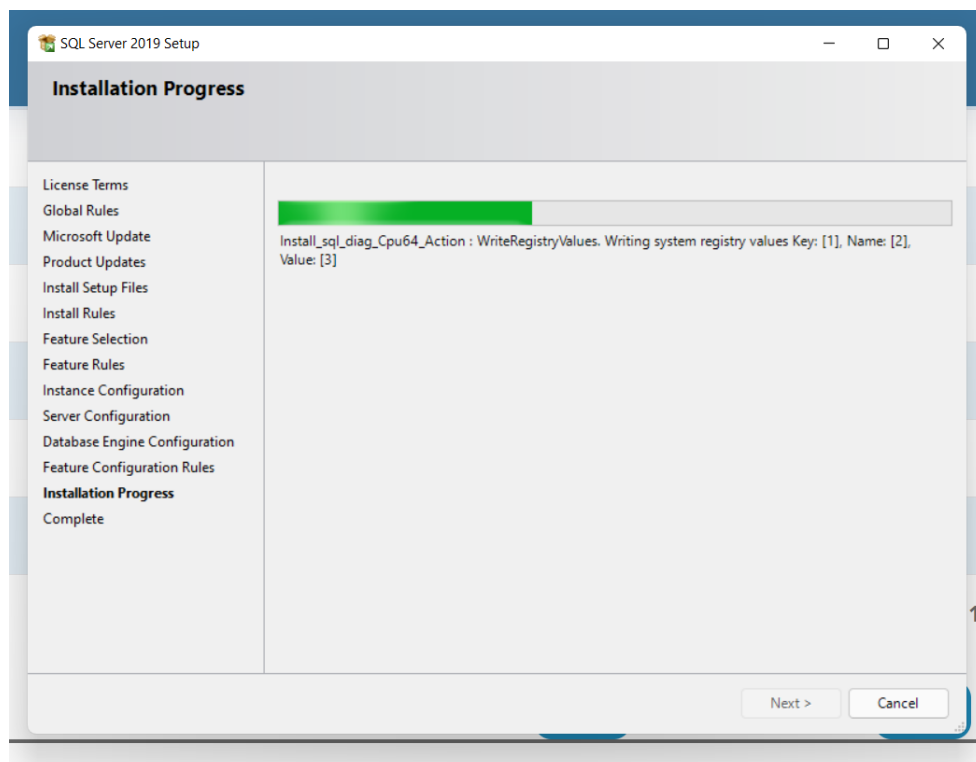 SQL Server 2019 Setup
Installation Progress
License Terms
Global Rules
Microsoft Update
Product Updates
Install Setup Files
Install Rules
Feature Selection
Feature Rules
Instance Configuration
Server Configuration
Database Engine Configuration
Feature Configuration Rules
Installation Progress
Complete
Install_sql_diag_Cpu64_Action : WriteRegistryValues. Writing system registry values Key: [1], Name: [2],
Value: [3]
1
Next >
Cancel